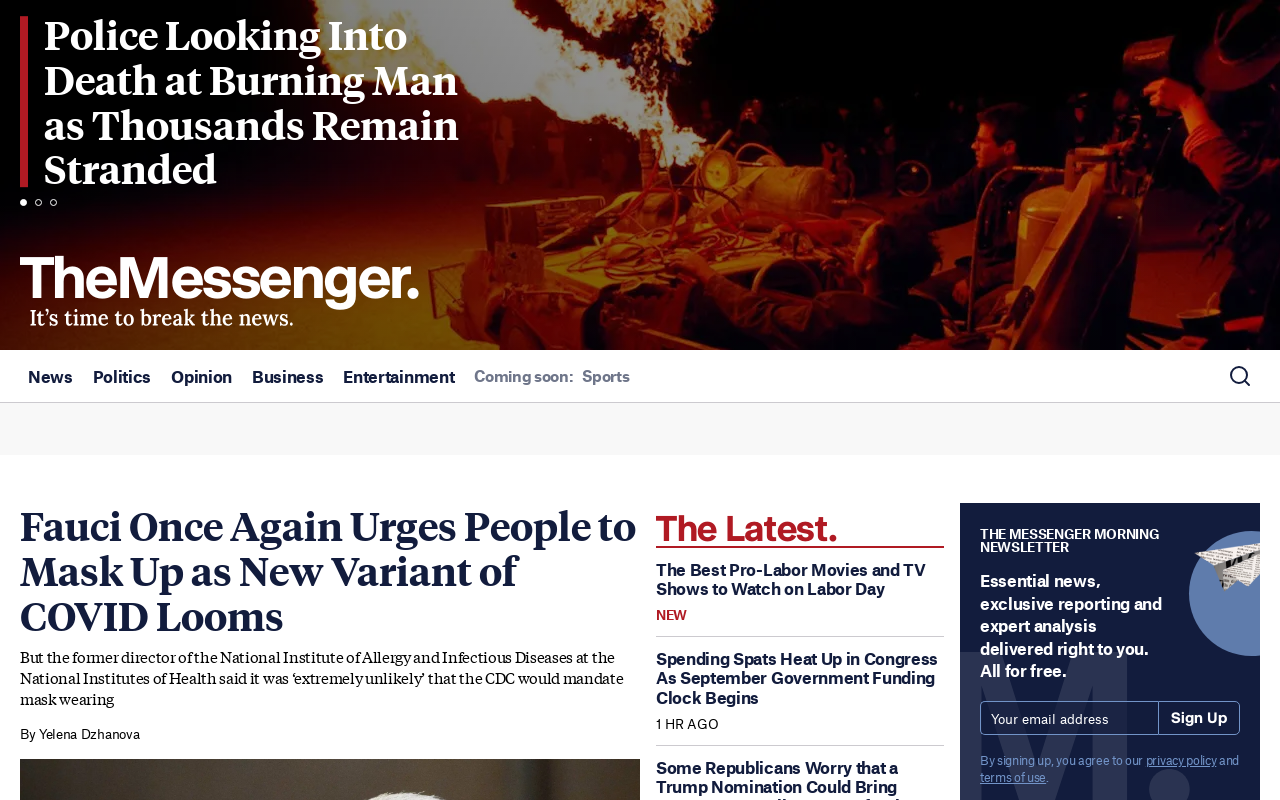 Police Looking Into
Death at Burning Man
as Thousands Remain
Stranded
TheMessenger.
It's time to break the news.
News Politics Opinion Business Entertainment Coming soon: Sports
Fauci Once Again Urges People to
Mask Up as New Variant of
COVID Looms
But the former director of the National Institute of Allergy and Infectious Diseases at the
National Institutes of Health said it was ‘extremely unlikely’ that the CDC would mandate
mask wearing
By Yelena Dzhanova
The Latest.
The Best Pro-Labor Movies and TV
Shows to Watch on Labor Day
NEW
Spending Spats Heat Up in Congress
As September Government Funding
Clock Begins
1 HR AGO
Some Republicans Worry that a
Trump Nomination Could Bring
THE MESSENGER MORNING
NEWSLETTER
Essential news,
exclusive reporting and
expert analysis
delivered right to you.
All for free.
Your email address Sign Up
By signing up, you agree to our privacy policy and
terms of use.
M.